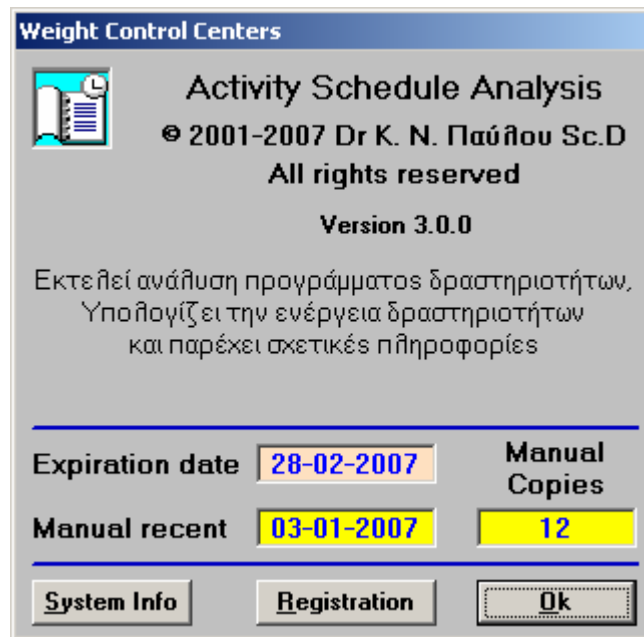 Weight Control Centers
Activity Schedule Analysis
© 2001-2007 Dr K. N. Παύλου Sc.D
All rights reserved
Version 3.0.0
Εκτελεί ανάλυση προγράμματος δραστηριοτήτων,
Υπολογίζει την ενέργεια δραστηριοτήτων
και παρέχει σχετικές πληροφορίες
Expiration date 28-02-2007
Manual Copies
Manual recent 03-01-2007 12
System Info Registration Ok